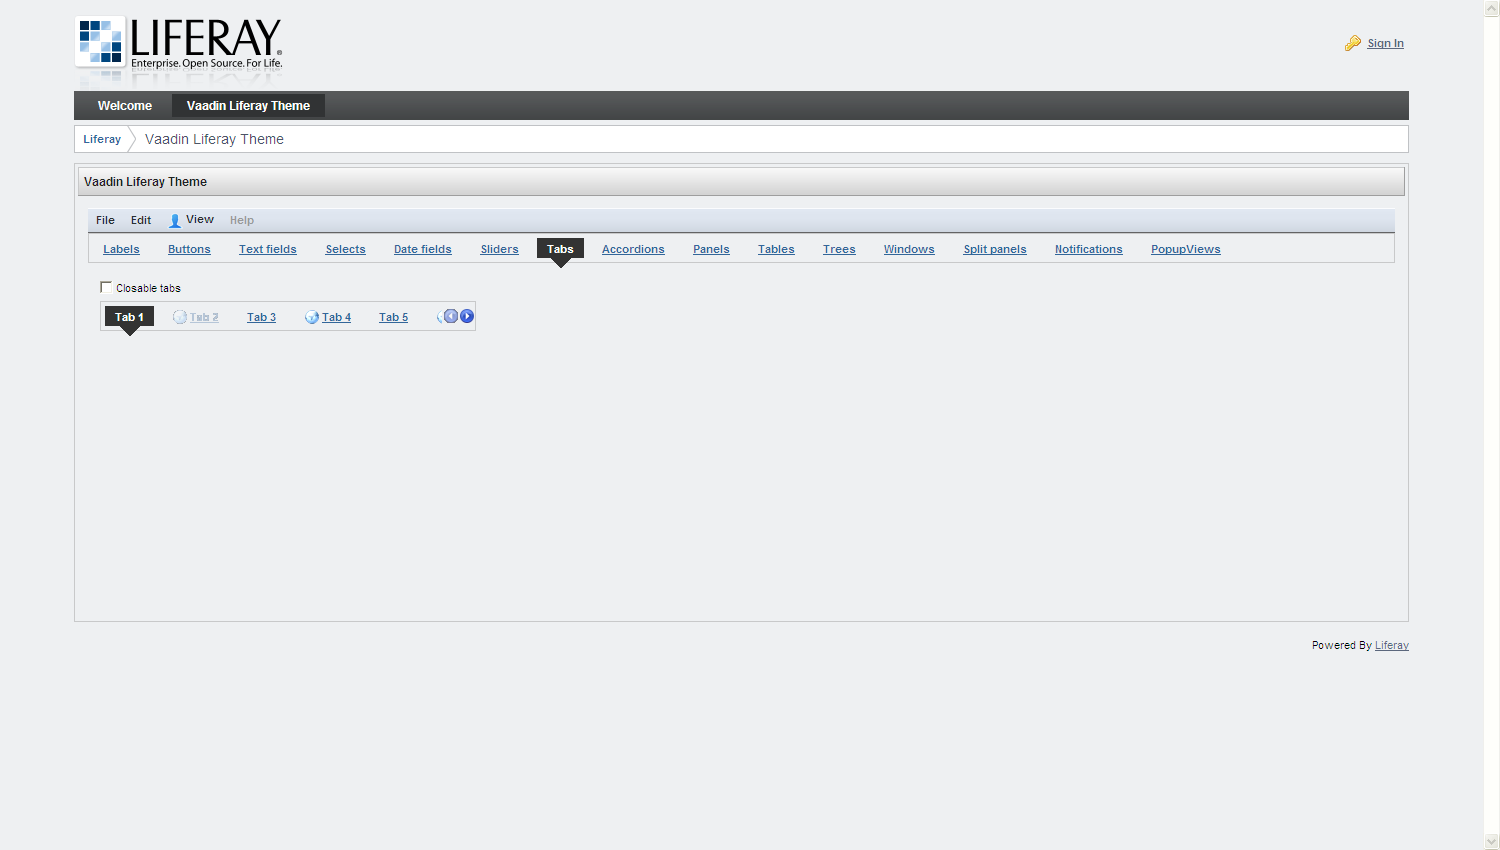 LIFERAY
Enterprise. Open Source. For Life.
Sign In
Welcome
Vaadin Liferay Theme
Liferay
Vaadin Liferay Theme
Vaadin Liferay Theme
File Edit View Help
Labels Buttons Text fields Selects Date fields Sliders Tabs Accordions Panels Tables Trees Windows Split panels Notifications PopupViews
Closable tabs
Tab 1 Tab 2 Tab 3 Tab 4 Tab 5
Powered By Liferay